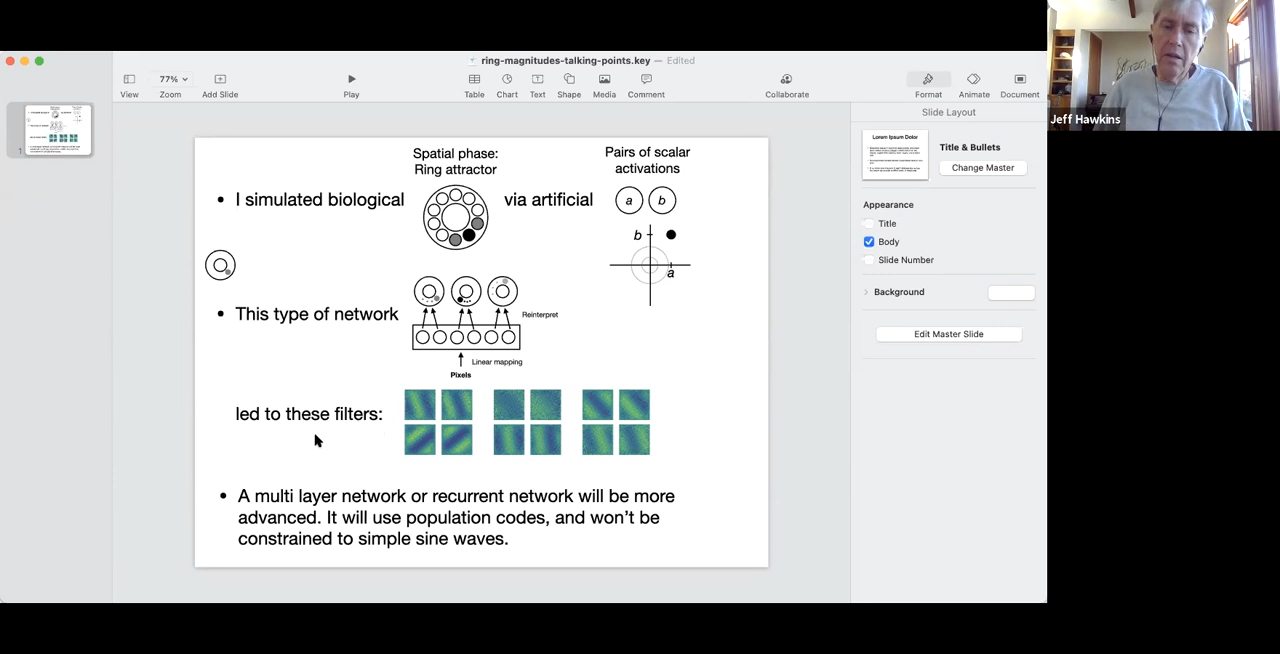 ring-magnitudes-talking-points.key — Edited
77%
View
Zoom
Add Slide
Play
Table
Chart
Text
Shape
Media
Comment
Collaborate
Format
Animate
Document
Jeff Hawkins
1
Spatial phase:
Ring attractor
Pairs of scalar
activations
• I simulated biological
via artificial
a
b
b
a
• This type of network
Reinterpret
Linear mapping
Pixels
led to these filters:
• A multi layer network or recurrent network will be more
advanced. It will use population codes, and won't be
constrained to simple sine waves.
Slide Layout
Lorem Ipsum Dolor
Title & Bullets
Change Master
Appearance
Title
Body
Slide Number
Background
Edit Master Slide